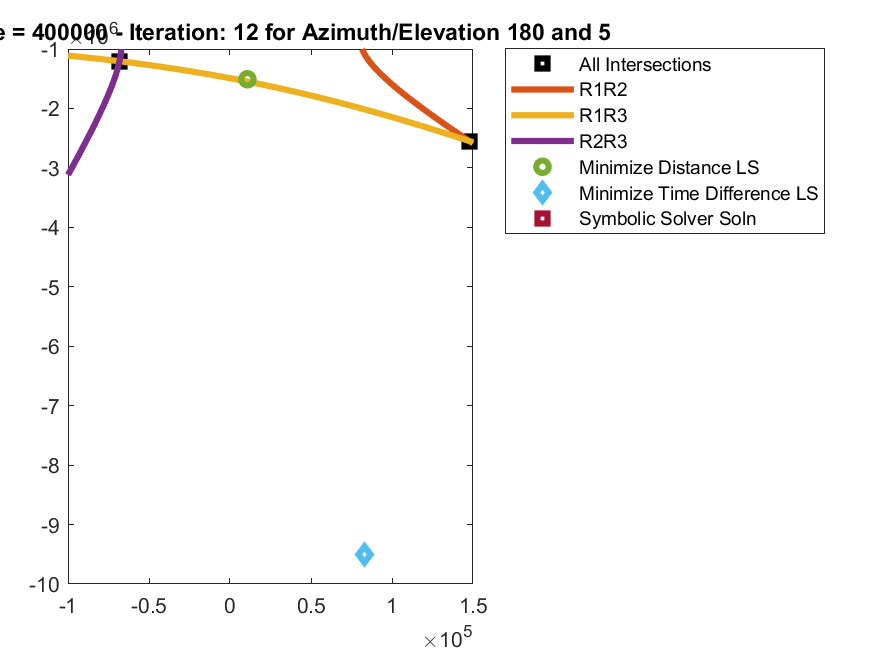 e = 400000 - Iteration: 12 for Azimuth/Elevation 180 and 5
-1
-2
-3
-4
-5
-6
-7
-8
-9
-10
-1
-0.5
0
0.5
1
1.5
×10^5
All Intersections
R1R2
R1R3
R2R3
Minimize Distance LS
Minimize Time Difference LS
Symbolic Solver Soln